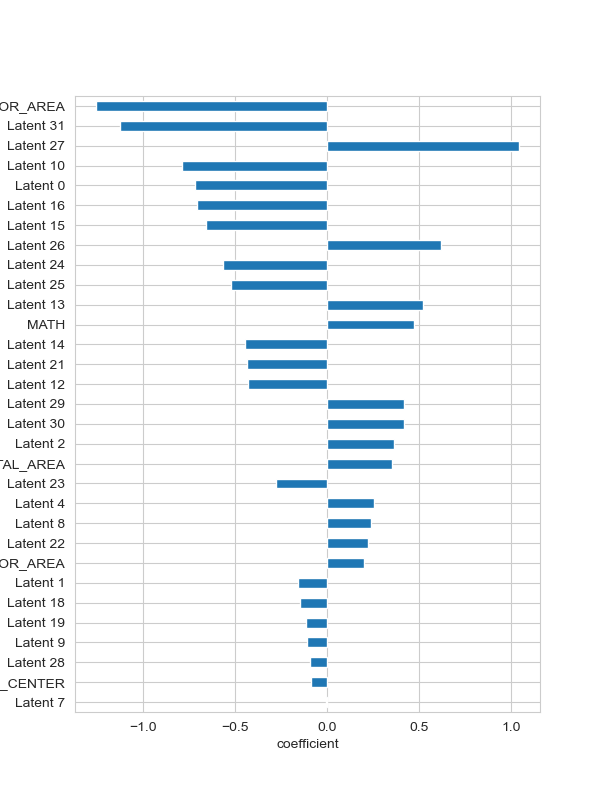 OR_AREA
Latent 31
Latent 27
Latent 10
Latent 0
Latent 16
Latent 15
Latent 26
Latent 24
Latent 25
Latent 13
MATH
Latent 14
Latent 21
Latent 12
Latent 29
Latent 30
Latent 2
TAL_AREA
Latent 23
Latent 4
Latent 8
Latent 22
OR_AREA
Latent 1
Latent 18
Latent 19
Latent 9
Latent 28
_CENTER
Latent 7
−1.0 −0.5 0.0 0.5 1.0
coefficient